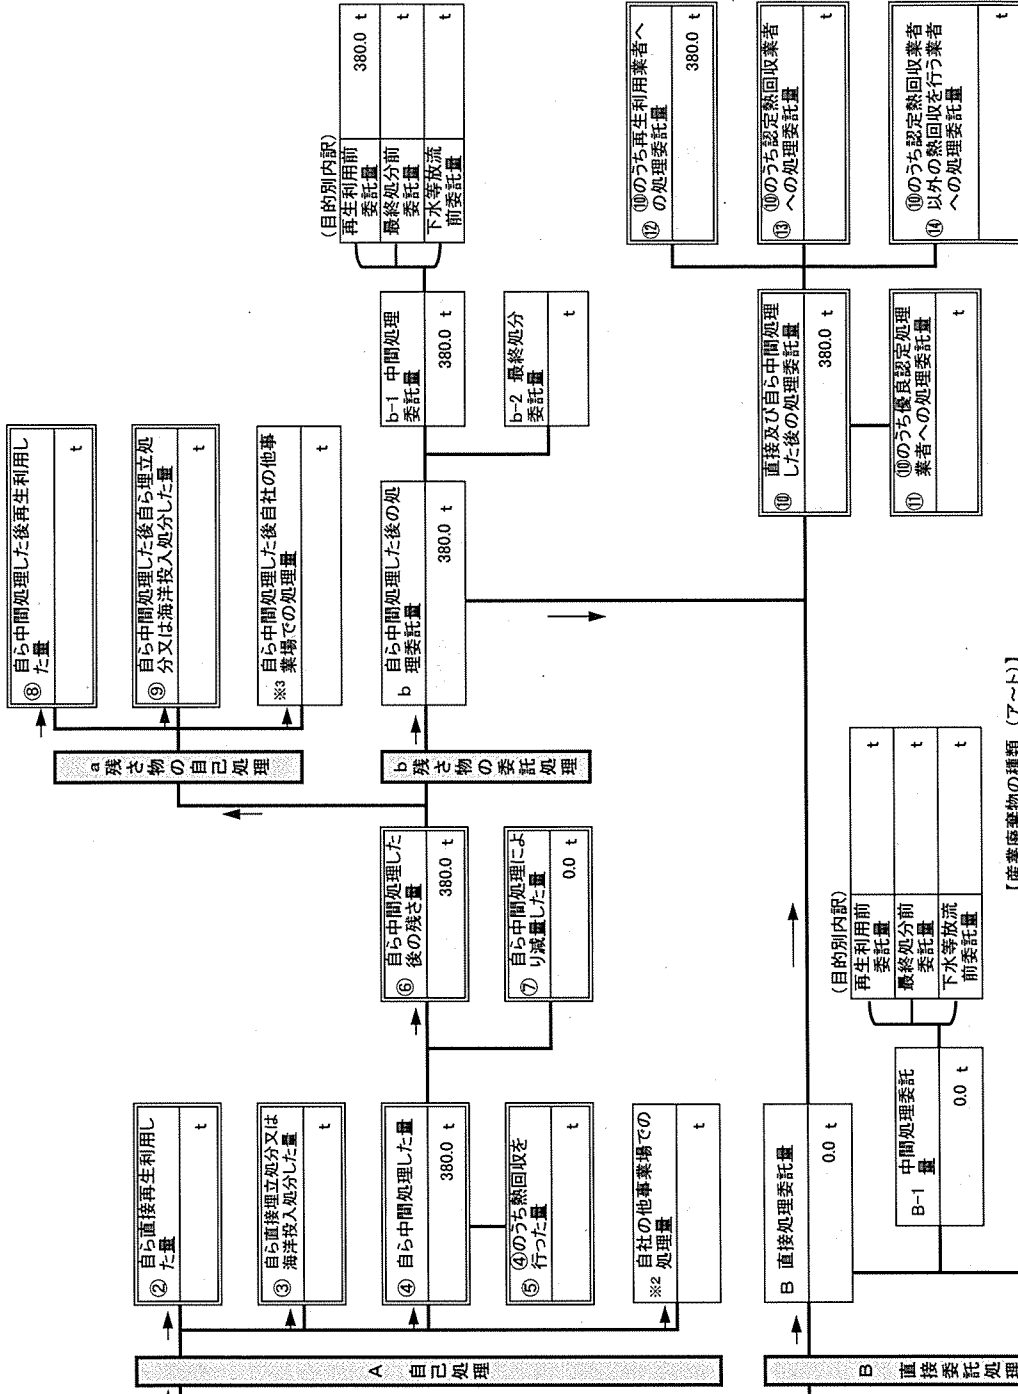 A 自己処理
② 自ら直接再生利用し
た量
t
③ 自ら直接埋立処分又は
海洋投入処分した量
t
④ 自ら中間処理した量
380.0 t
⑤ ④のうち熱回収を
行った量
t
※2 自社の他事業場での
処理量
t
⑥ 自ら中間処理した
後の残さ量
380.0 t
⑦ 自ら中間処理によ
り減量した量
0.0 t
a 残さ物の自己処理
⑧ 自ら中間処理した後再生利用し
た量
t
⑨ 自ら中間処理した後自ら埋立処
分又は海洋投入処分した量
t
※3 自ら中間処理した後自社の他事
業場での処理量
t
b 残さ物の委託処理
b 自ら中間処理した後の処
理委託量
380.0 t
b-1 中間処理
委託量
380.0 t
b-2 最終処分
委託量
t
(目的別内訳)
再生利用前
委託量
380.0 t
最終処分前
委託量
t
下水等放流
前委託量
t
B 直接委託処理
B 直接処理委託量
0.0 t
B-1 中間処理委託
量
0.0 t
(目的別内訳)
再生利用前
委託量
t
最終処分前
委託量
t
下水等放流
前委託量
t
⑩ 直接及び自ら中間処理
した後の処理委託量
380.0 t
⑪ ⑩のうち優良認定処理
業者への処理委託量
t
⑫ ⑩のうち再生利用業者へ
の処理委託量
380.0 t
⑬ ⑩のうち認定熱回収業者
への処理委託量
t
⑭ ⑩のうち認定熱回収業者
以外の熱回収を行う業者
への処理委託量
t
【産業廃棄物の種類 (ア～ト)】